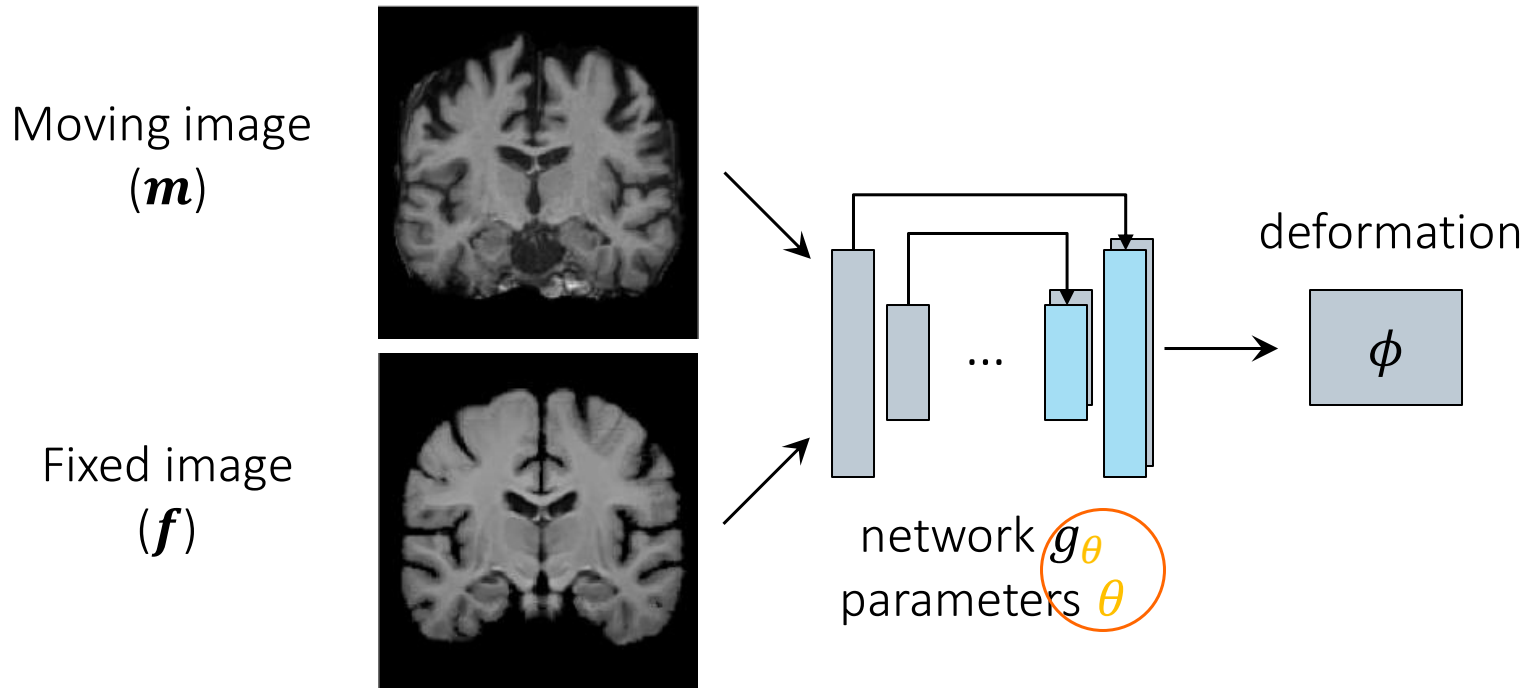 Moving image
(m)
Fixed image
(f)
...
network gθ
parameters θ
deformation
ϕ